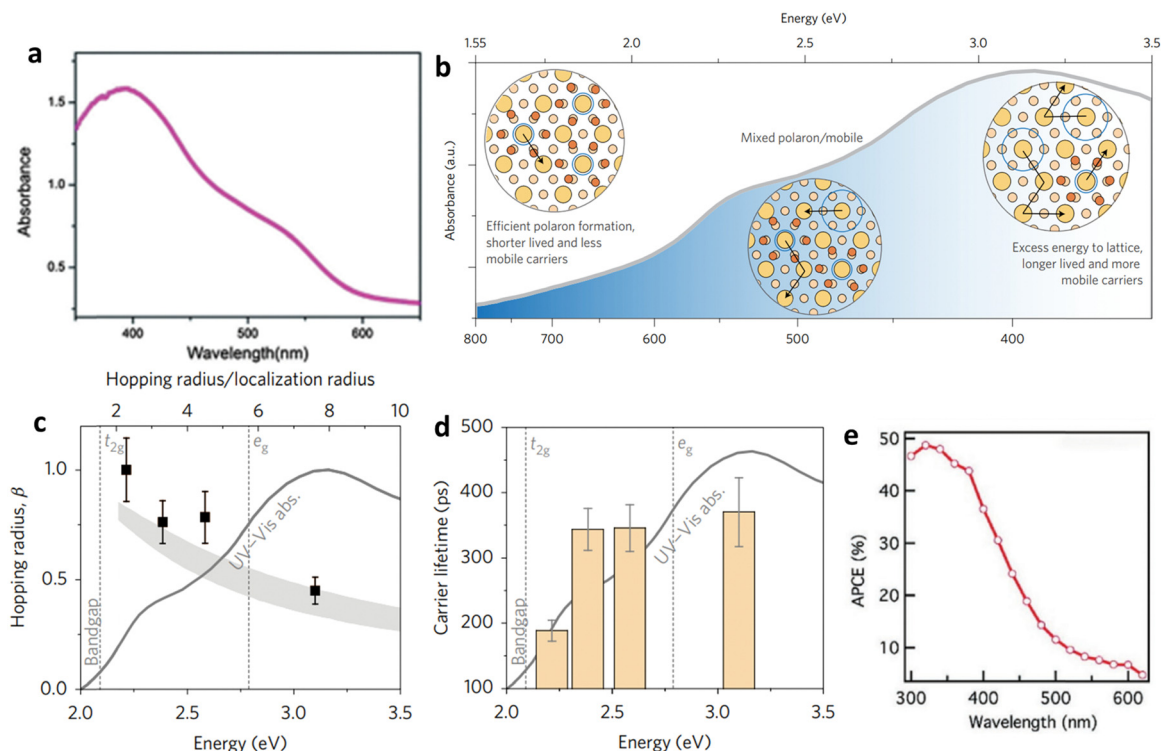 a
1.5
1.0
0.5
Absorbance
400
500
600
Wavelength(nm)
Energy (eV)
1.55
2.0
2.5
3.0
3.5
b
Mixed polaron/mobile
Efficient polaron formation,
shorter lived and less
mobile carriers
Excess energy to lattice,
longer lived and more
mobile carriers
Absorbance (a.u.)
800
700
600
500
400
Hopping radius/localization radius
2
4
6
8
10
c
t2g
eg
1.0
0.5
0.0
Hopping radius, β
Bandgap
UV–Vis abs.
2.0
2.5
3.0
3.5
Energy (eV)
d
t2g
eg
500
400
300
200
100
Carrier lifetime (ps)
Bandgap
UV–Vis abs.
2.0
2.5
3.0
3.5
Energy (eV)
e
50
40
30
20
10
APCE (%)
300
400
500
600
Wavelength (nm)